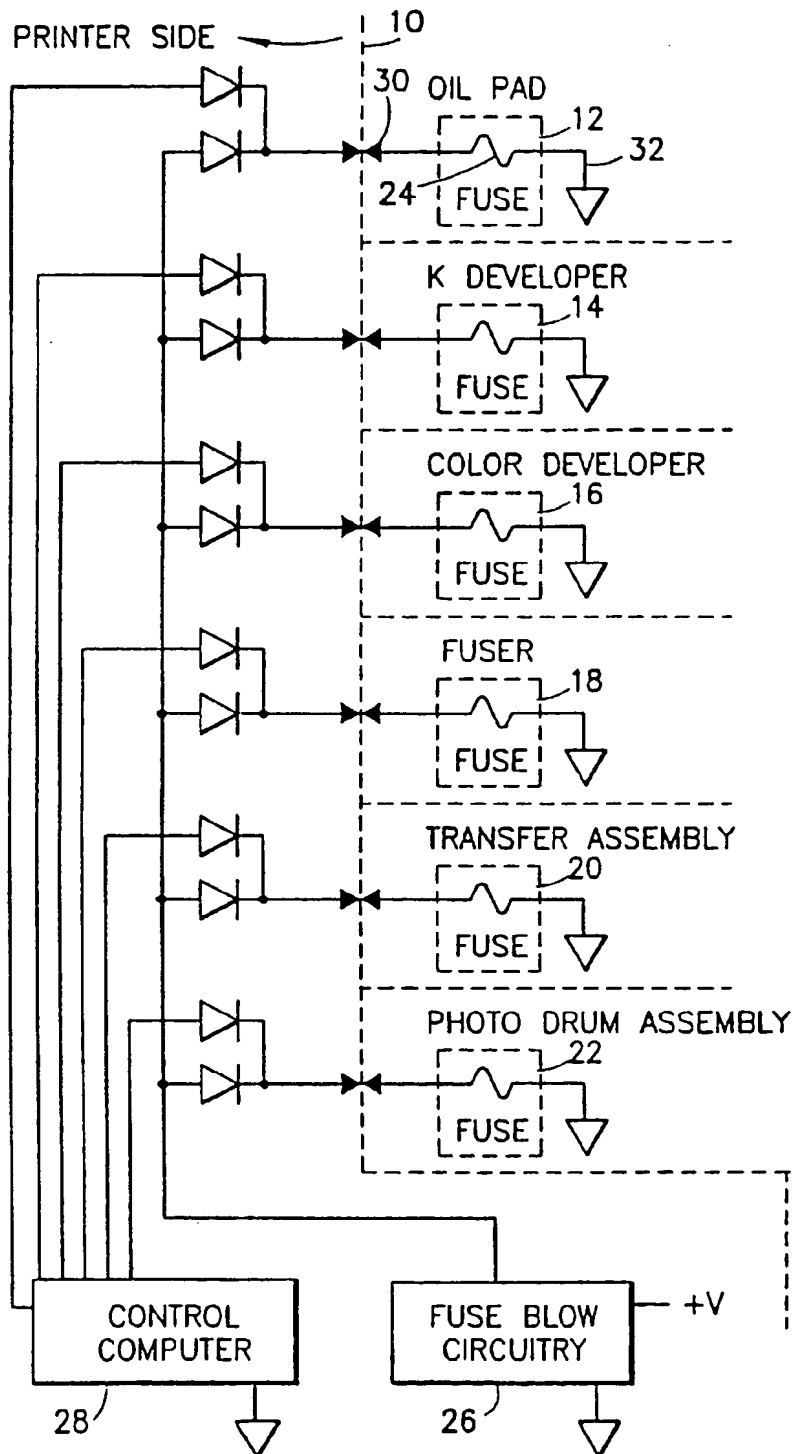 PRINTER SIDE
10
OIL PAD
30
12
32
24
FUSE
K DEVELOPER
14
FUSE
COLOR DEVELOPER
16
FUSE
FUSER
18
FUSE
TRANSFER ASSEMBLY
20
FUSE
PHOTO DRUM ASSEMBLY
22
FUSE
CONTROL
COMPUTER
28
FUSE BLOW
CIRCUITRY
+V
26